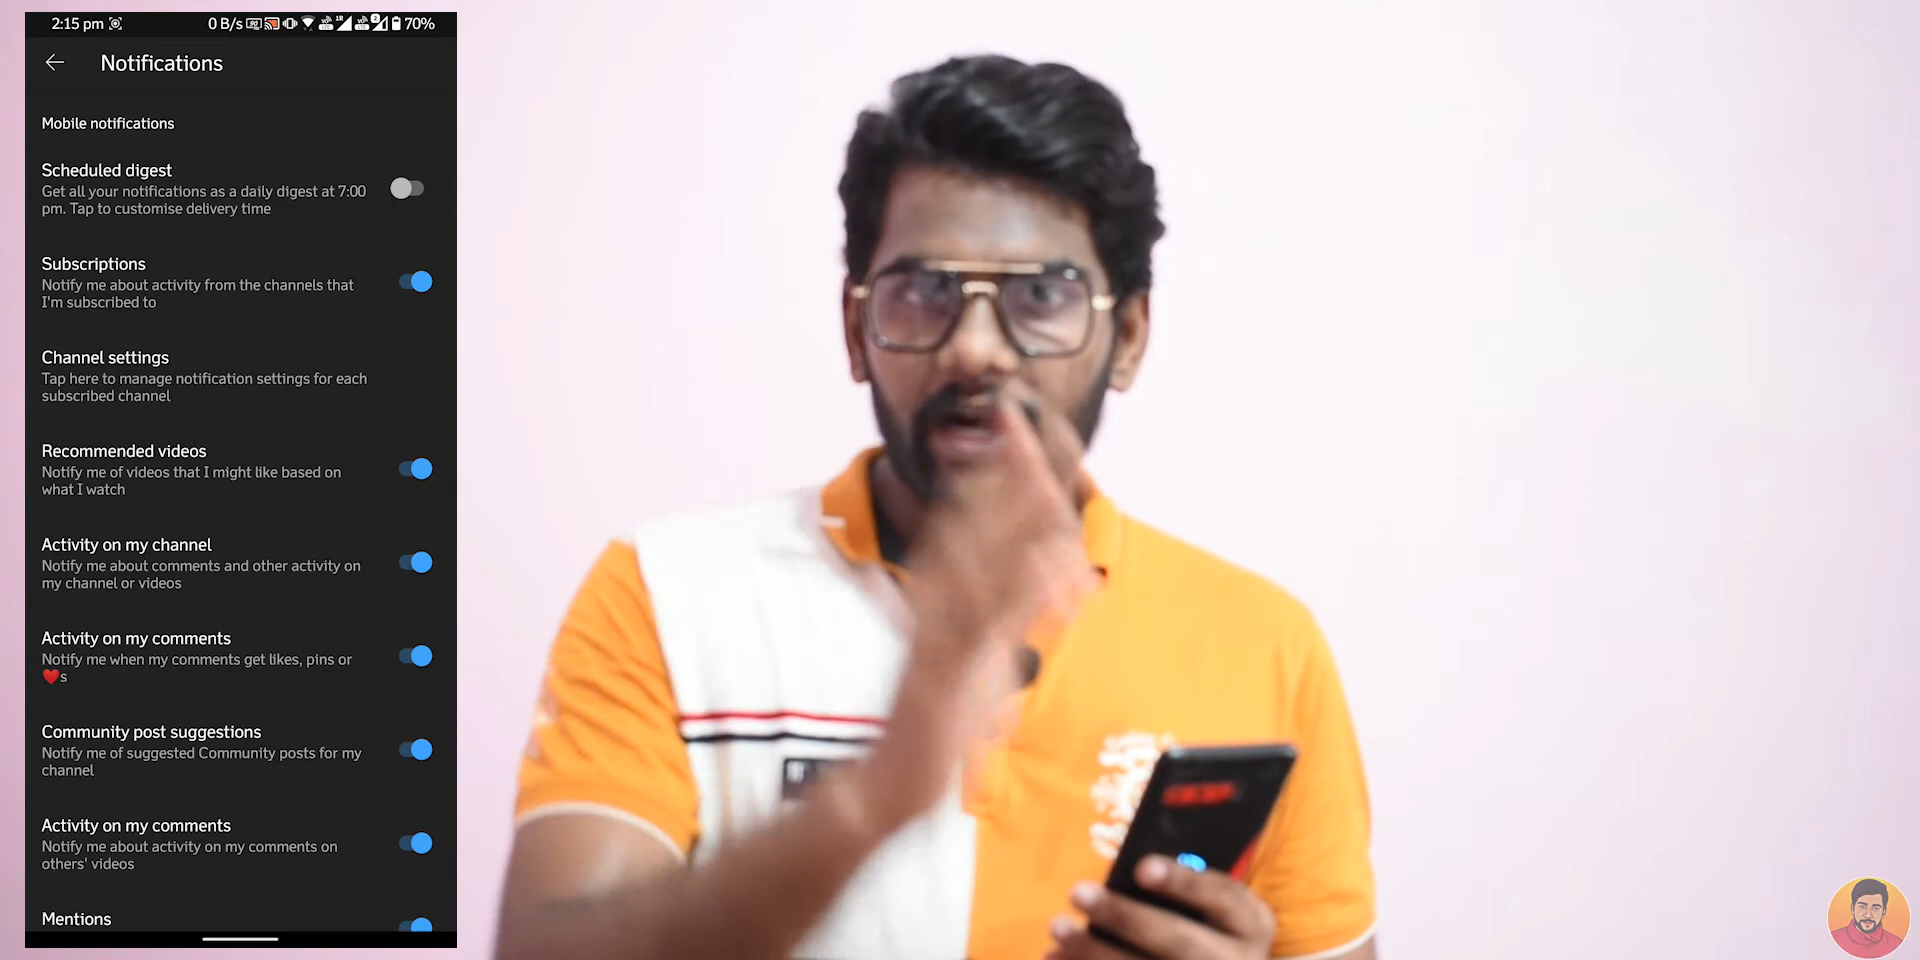 2:15 pm 0 B/s 70%
Notifications
Mobile notifications
Scheduled digest
Get all your notifications as a daily digest at 7:00
pm. Tap to customise delivery time
Subscriptions
Notify me about activity from the channels that
I'm subscribed to
Channel settings
Tap here to manage notification settings for each
subscribed channel
Recommended videos
Notify me of videos that I might like based on
what I watch
Activity on my channel
Notify me about comments and other activity on
my channel or videos
Activity on my comments
Notify me when my comments get likes, pins or
❤️s
Community post suggestions
Notify me of suggested Community posts for my
channel
Activity on my comments
Notify me about activity on my comments on
others' videos
Mentions